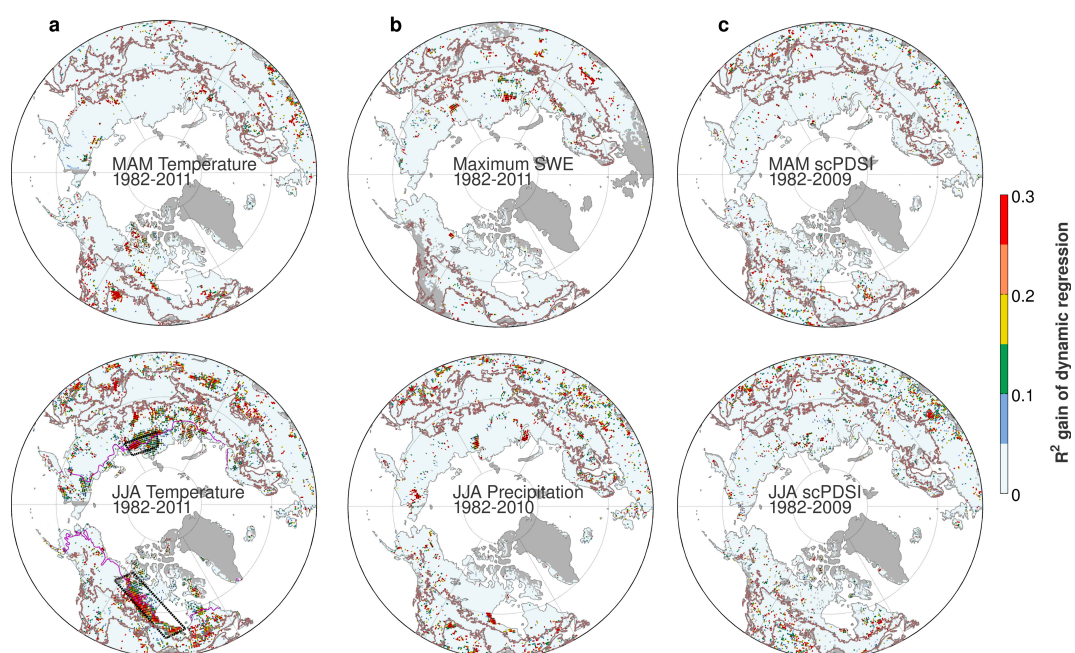 a
b
c
MAM Temperature
1982-2011
Maximum SWE
1982-2011
MAM scPDSI
1982-2009
JJA Temperature
1982-2011
JJA Precipitation
1982-2010
JJA scPDSI
1982-2009
0.3
0.2
0.1
0
R² gain of dynamic regression